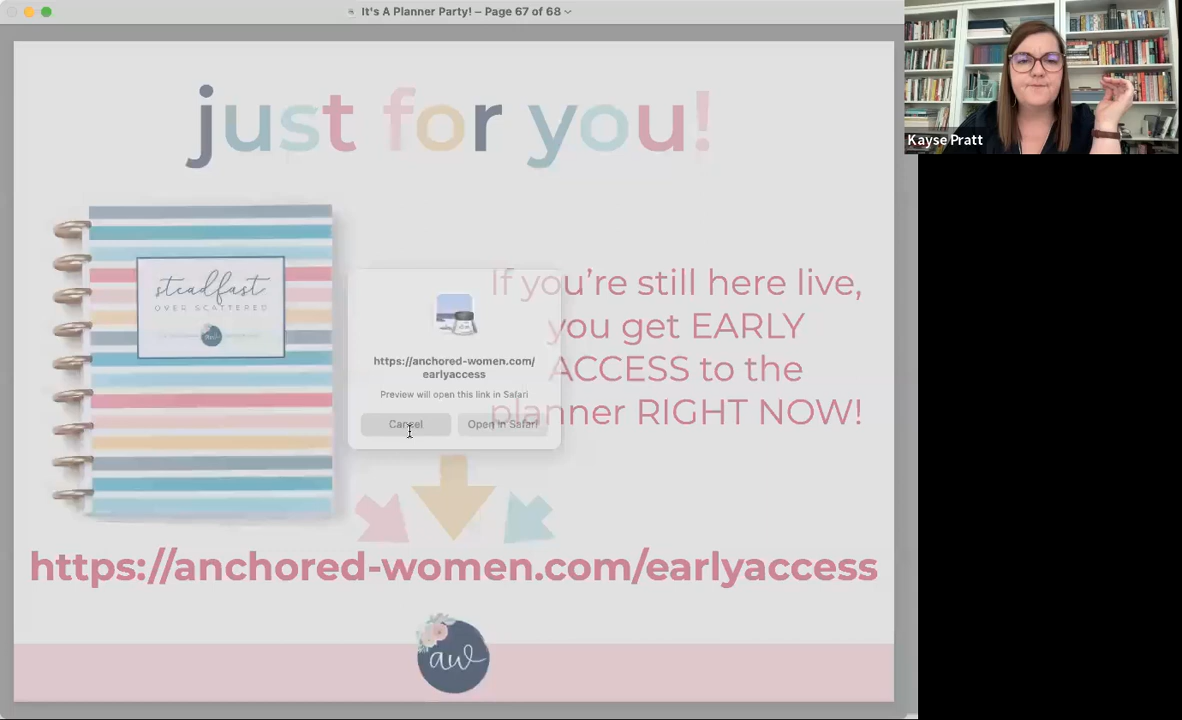 It's A Planner Party! – Page 67 of 68
just for you!
steadfast
OVER SCATTERED
If you're still here live,
you get EARLY
ACCESS to the
planner RIGHT NOW!
https://anchored-women.com/
earlyaccess
Preview will open this link in Safari
Cancel
Open in Safari
https://anchored-women.com/earlyaccess
aw
Kayse Pratt